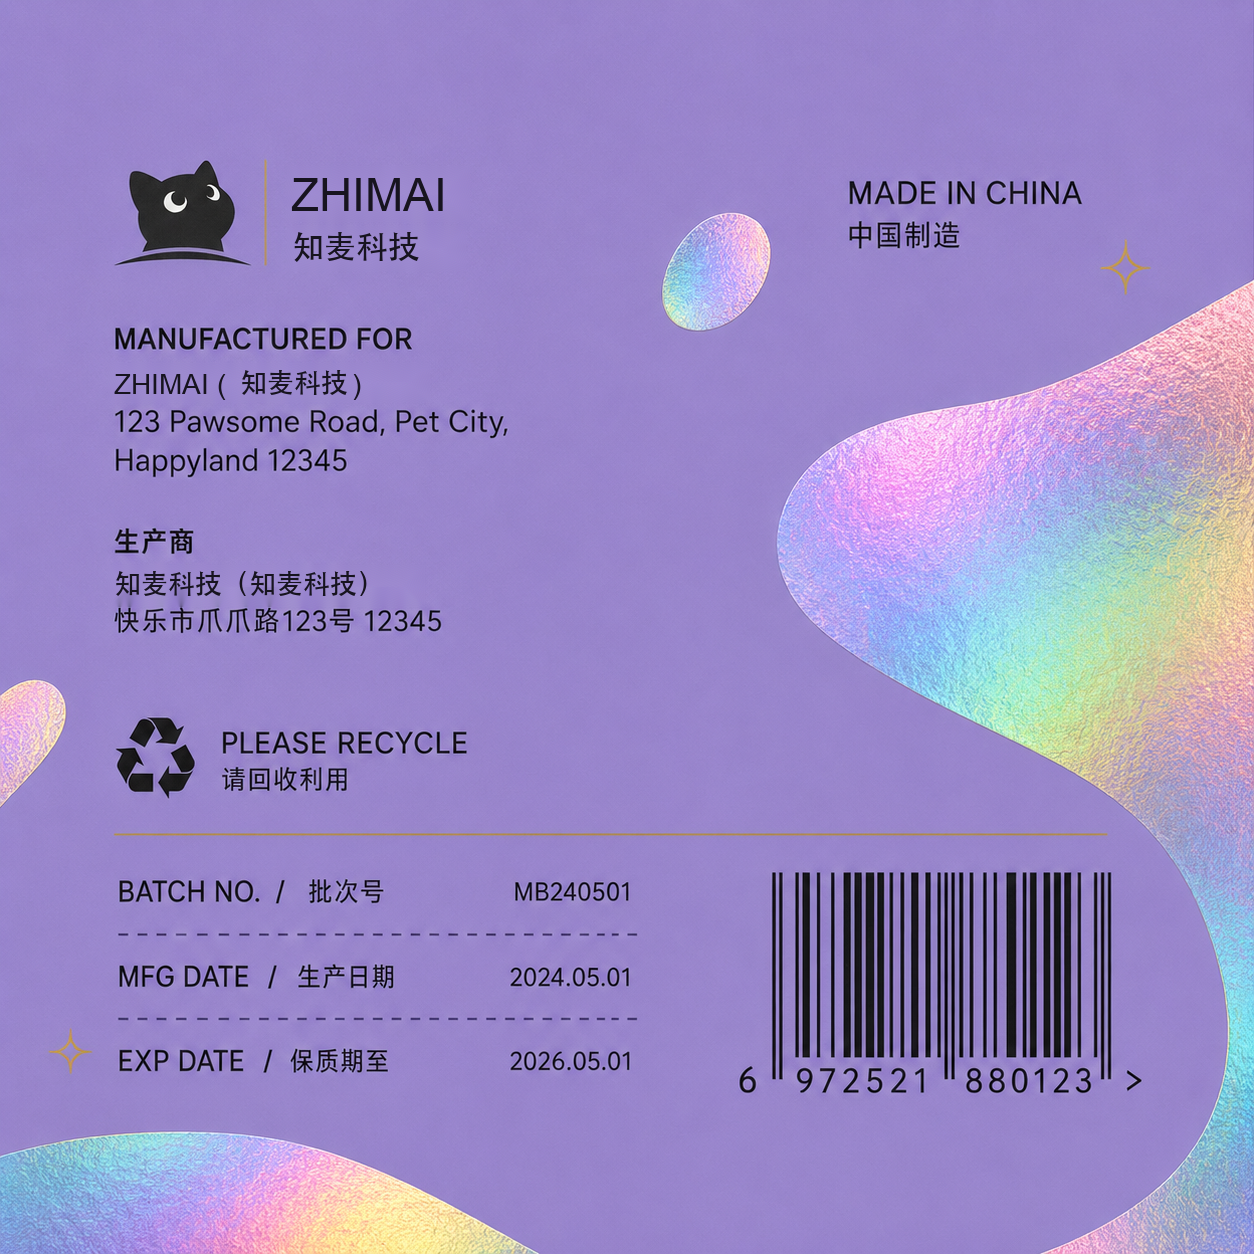 ZHIMAI
知麦科技
MADE IN CHINA
中国制造
MANUFACTURED FOR
ZHIMAI ( 知麦科技 )
123 Pawsome Road, Pet City,
Happyland 12345
生产商
知麦科技（知麦科技）
快乐市爪爪路123号 12345
PLEASE RECYCLE
请回收利用
BATCH NO. / 批次号 MB240501
MFG DATE / 生产日期 2024.05.01
EXP DATE / 保质期至 2026.05.01
6 972521 880123 >